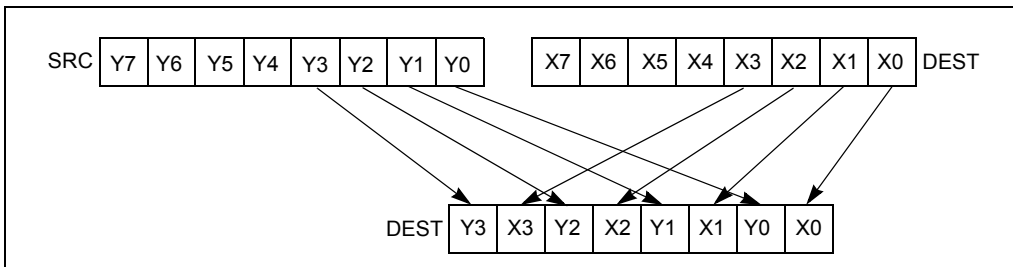 SRC Y7 Y6 Y5 Y4 Y3 Y2 Y1 Y0 X7 X6 X5 X4 X3 X2 X1 X0 DEST
DEST Y3 X3 Y2 X2 Y1 X1 Y0 X0